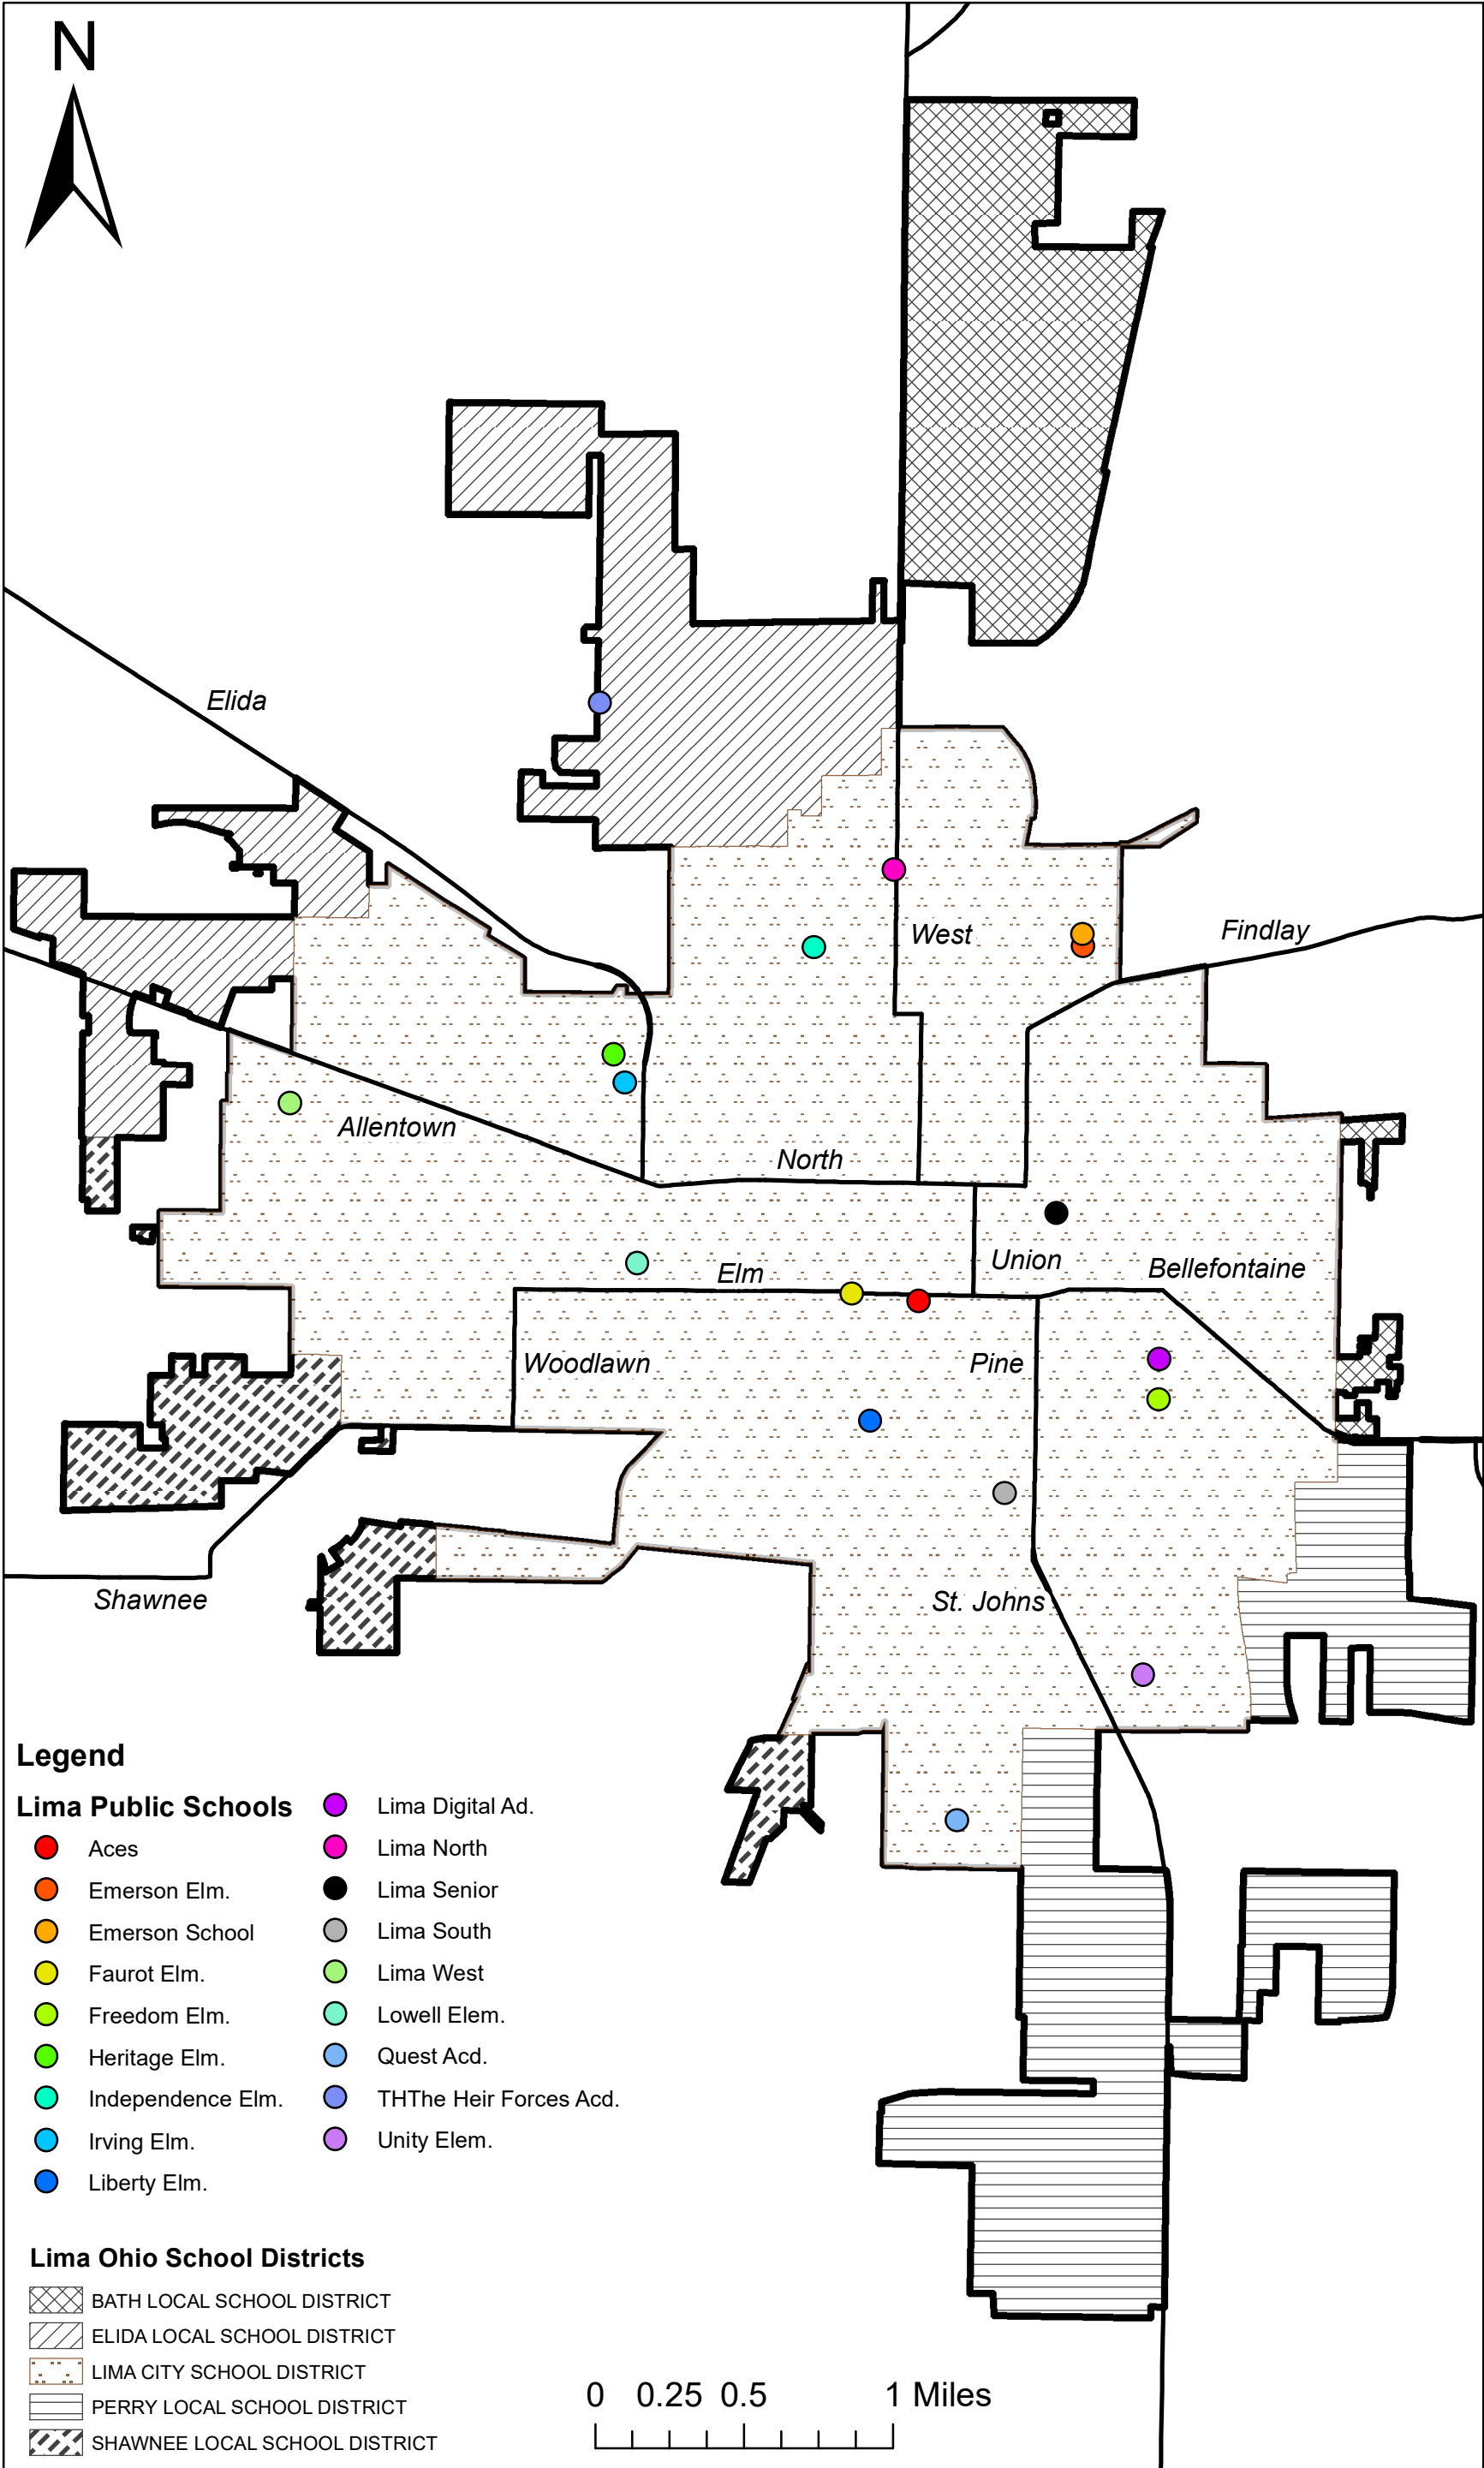 N
Elida
West
Findlay
Allentown
North
Union
Elm
Bellefontaine
Woodlawn
Pine
Shawnee
St. Johns
Legend
Lima Public Schools
Aces
Emerson Elm.
Emerson School
Faurot Elm.
Freedom Elm.
Heritage Elm.
Independence Elm.
Irving Elm.
Liberty Elm.
Lima Digital Ad.
Lima North
Lima Senior
Lima South
Lima West
Lowell Elem.
Quest Acd.
THThe Heir Forces Acd.
Unity Elem.
Lima Ohio School Districts
BATH LOCAL SCHOOL DISTRICT
ELIDA LOCAL SCHOOL DISTRICT
LIMA CITY SCHOOL DISTRICT
PERRY LOCAL SCHOOL DISTRICT
SHAWNEE LOCAL SCHOOL DISTRICT
0 0.25 0.5 1 Miles